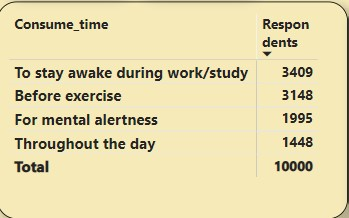 Consume_time Respon
dents
To stay awake during work/study 3409
Before exercise 3148
For mental alertness 1995
Throughout the day 1448
Total 10000